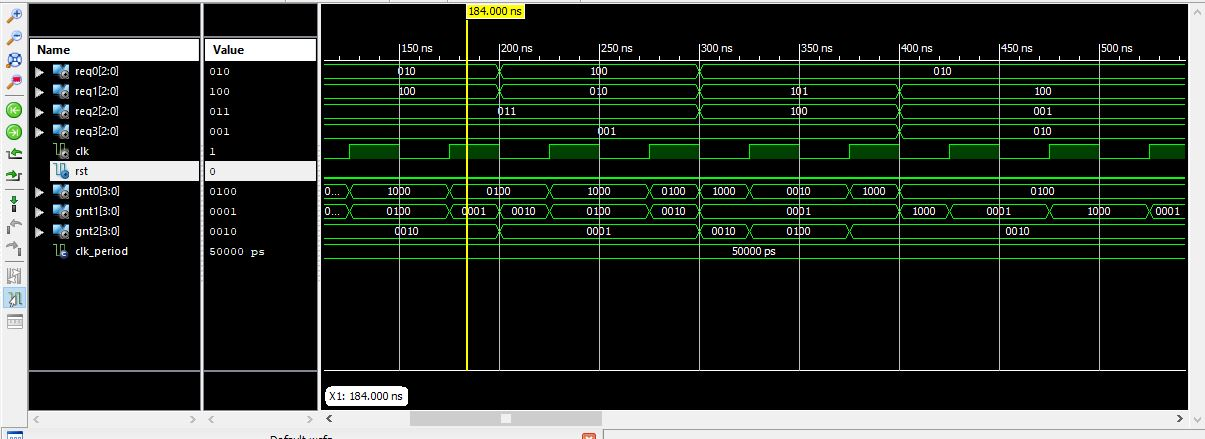 184.000 ns
Name Value 150 ns 200 ns 250 ns 300 ns 350 ns 400 ns 450 ns 500 ns
req0[2:0] 010 010 100 010
req1[2:0] 100 100 010 101 100
req2[2:0] 011 011 100 001
req3[2:0] 001 001 010
clk 1
rst 0
gnt0[3:0] 0100 0... 1000 0100 1000 0100 1000 0010 1000 0100
gnt1[3:0] 0001 0... 0100 0001 0010 0100 0010 0001 1000 0001 1000 0001
gnt2[3:0] 0010 0010 0001 0010 0100 0010
clk_period 50000 ps 50000 ps
X1: 184.000 ns